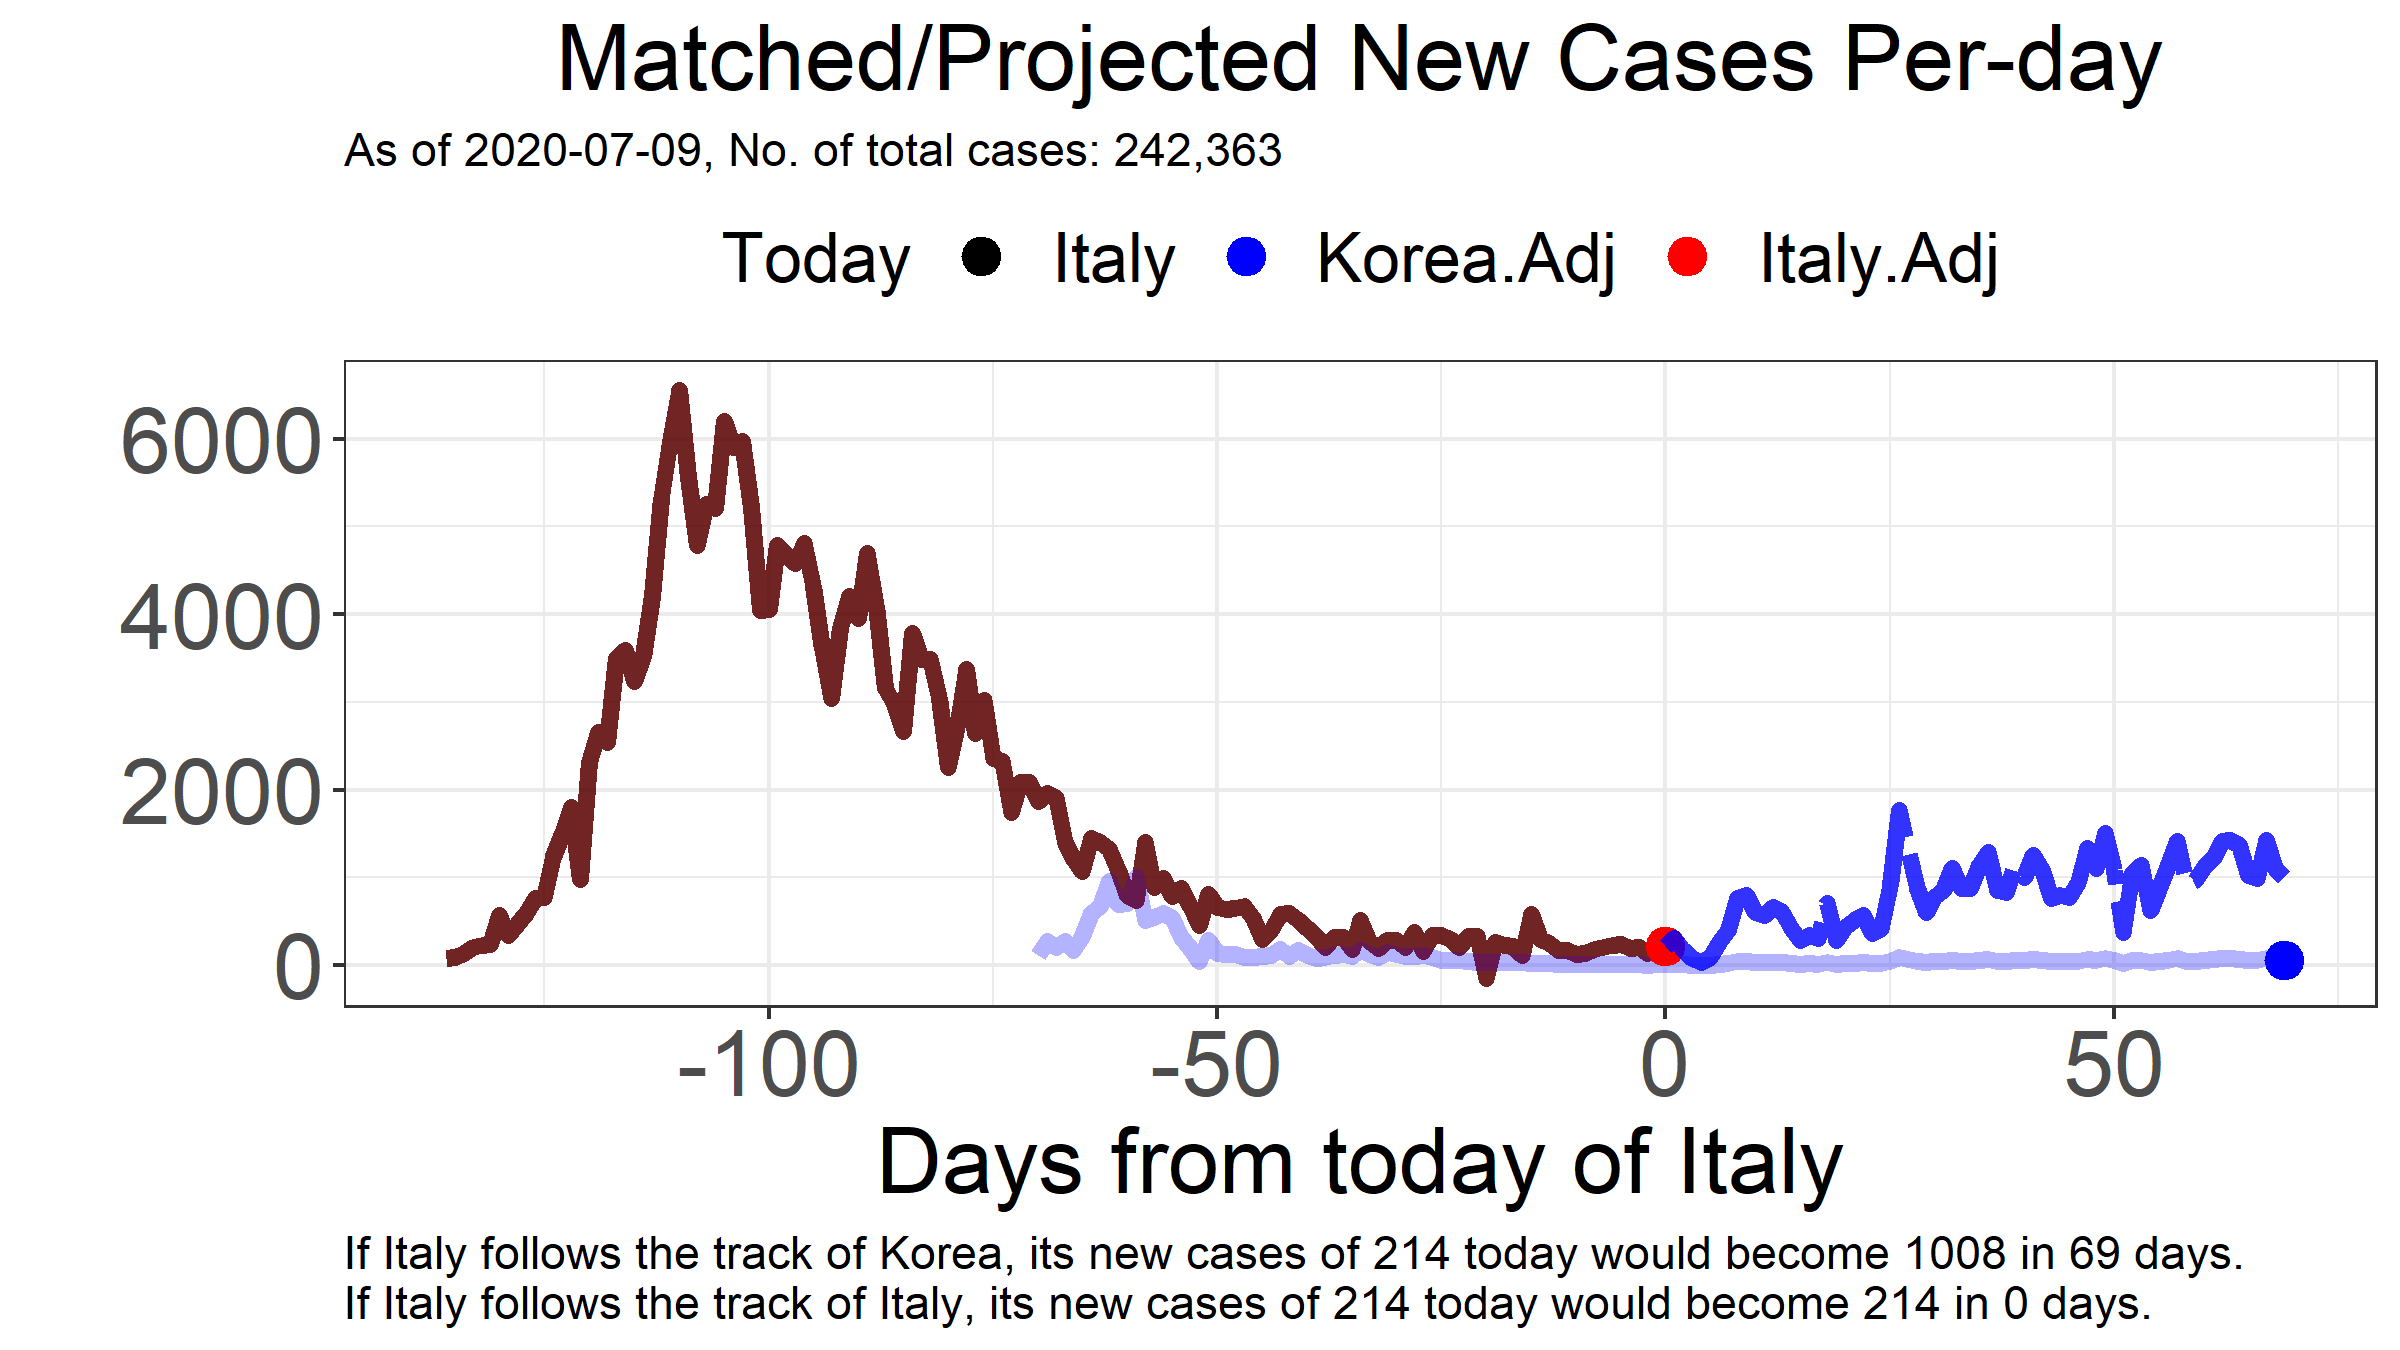 Matched/Projected New Cases Per-day
As of 2020-07-09, No. of total cases: 242,363
Today Italy Korea.Adj Italy.Adj
6000
4000
2000
0
-100 -50 0 50
Days from today of Italy
If Italy follows the track of Korea, its new cases of 214 today would become 1008 in 69 days.
If Italy follows the track of Italy, its new cases of 214 today would become 214 in 0 days.